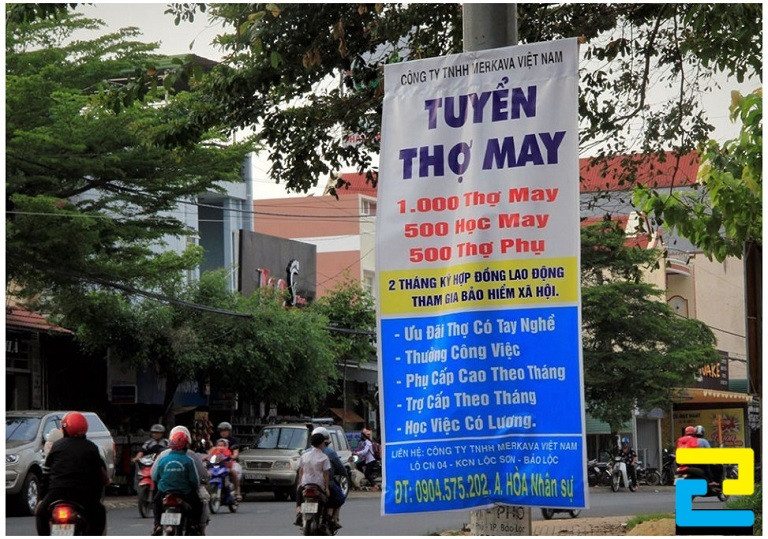 CÔNG TY TNHH MERKAVA VIỆT NAM
TUYỂN
THỢ MAY
1.000 Thợ May
500 Học May
500 Thợ Phụ
2 THÁNG KÝ HỢP ĐỒNG LAO ĐỘNG
THAM GIA BẢO HIỂM XÃ HỘI.
- Ưu Đãi Thợ Có Tay Nghề
- Thưởng Công Việc
- Phụ Cấp Cao Theo Tháng
- Trợ Cấp Theo Tháng
- Học Việc Có Lương.
LIÊN HỆ: CÔNG TY TNHH MERKAVA VIỆT NAM
LÔ CN 04 - KCN LỘC SƠN - BẢO LỘC
ĐT: 0904.575.202. A. HÒA Nhân sự